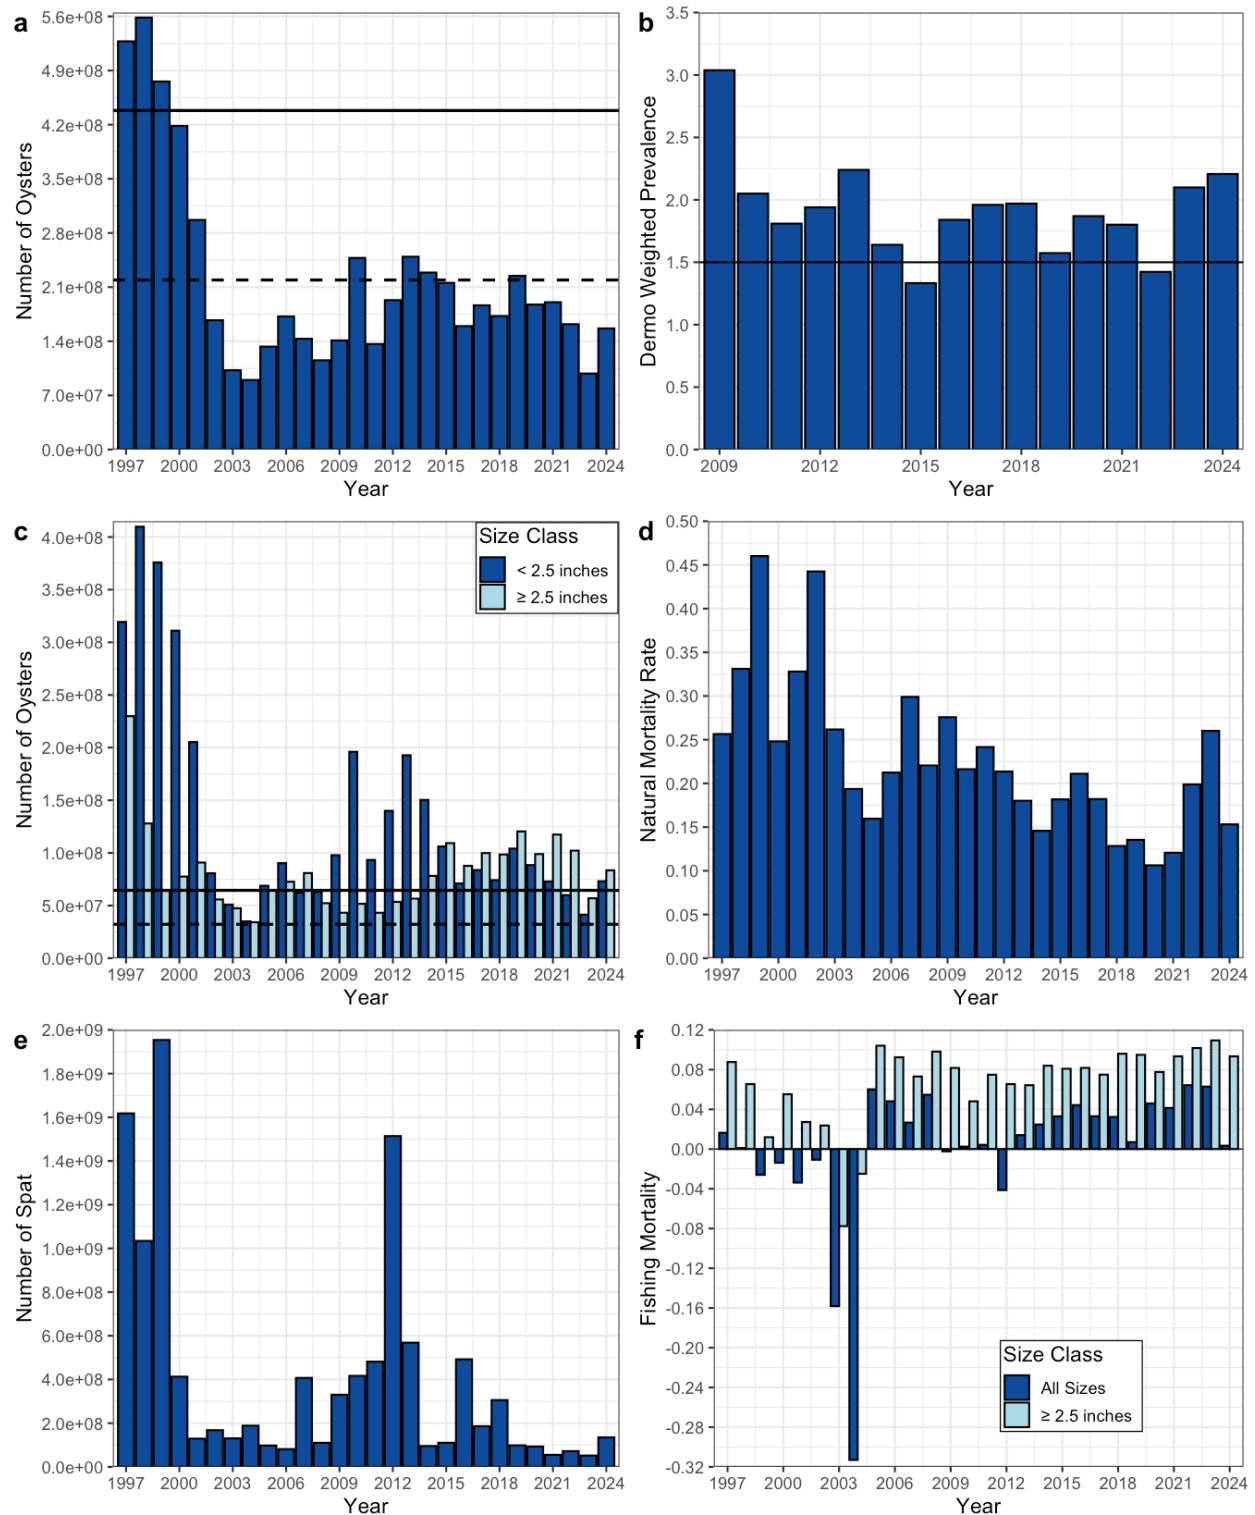 a
5.6e+08
4.9e+08
4.2e+08
3.5e+08
2.8e+08
2.1e+08
1.4e+08
7.0e+07
0.0e+00
Number of Oysters
1997 2000 2003 2006 2009 2012 2015 2018 2021 2024
Year
b
3.5
3.0
2.5
2.0
1.5
1.0
0.5
0.0
Dermo Weighted Prevalence
2009 2012 2015 2018 2021 2024
Year
c
4.0e+08
3.5e+08
3.0e+08
2.5e+08
2.0e+08
1.5e+08
1.0e+08
5.0e+07
0.0e+00
Number of Oysters
Size Class
< 2.5 inches
≥ 2.5 inches
1997 2000 2003 2006 2009 2012 2015 2018 2021 2024
Year
d
0.50
0.45
0.40
0.35
0.30
0.25
0.20
0.15
0.10
0.05
0.00
Natural Mortality Rate
1997 2000 2003 2006 2009 2012 2015 2018 2021 2024
Year
e
2.0e+09
1.8e+09
1.6e+09
1.4e+09
1.2e+09
1.0e+09
8.0e+08
6.0e+08
4.0e+08
2.0e+08
0.0e+00
Number of Spat
1997 2000 2003 2006 2009 2012 2015 2018 2021 2024
Year
f
0.12
0.08
0.04
0.00
-0.04
-0.08
-0.12
-0.16
-0.20
-0.24
-0.28
-0.32
Fishing Mortality
Size Class
All Sizes
≥ 2.5 inches
1997 2000 2003 2006 2009 2012 2015 2018 2021 2024
Year